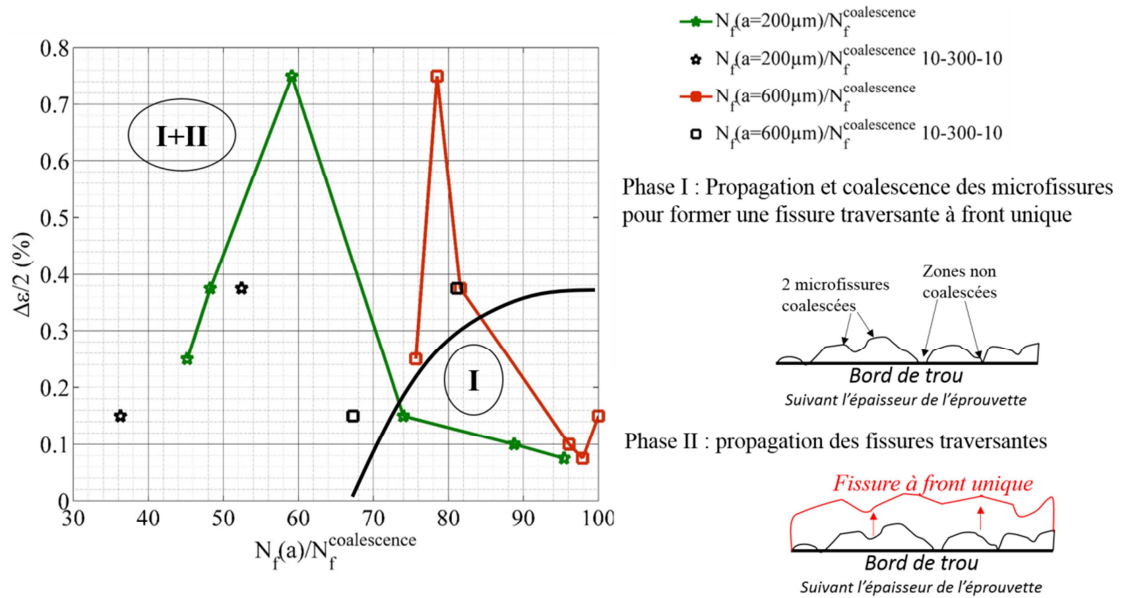 N_f(a=200µm)/N_f^coalescence
N_f(a=200µm)/N_f^coalescence 10-300-10
N_f(a=600µm)/N_f^coalescence
N_f(a=600µm)/N_f^coalescence 10-300-10
0.8
0.7
0.6
0.5
0.4
0.3
0.2
0.1
0
Δε/2 (%)
I+II
I
30 40 50 60 70 80 90 100
N_f(a)/N_f^coalescence
Phase I : Propagation et coalescence des microfissures
pour former une fissure traversante à front unique
2 microfissures
coalescées
Zones non
coalescées
Bord de trou
Suivant l’épaisseur de l’éprouvette
Phase II : propagation des fissures traversantes
Fissure à front unique
Bord de trou
Suivant l’épaisseur de l’éprouvette